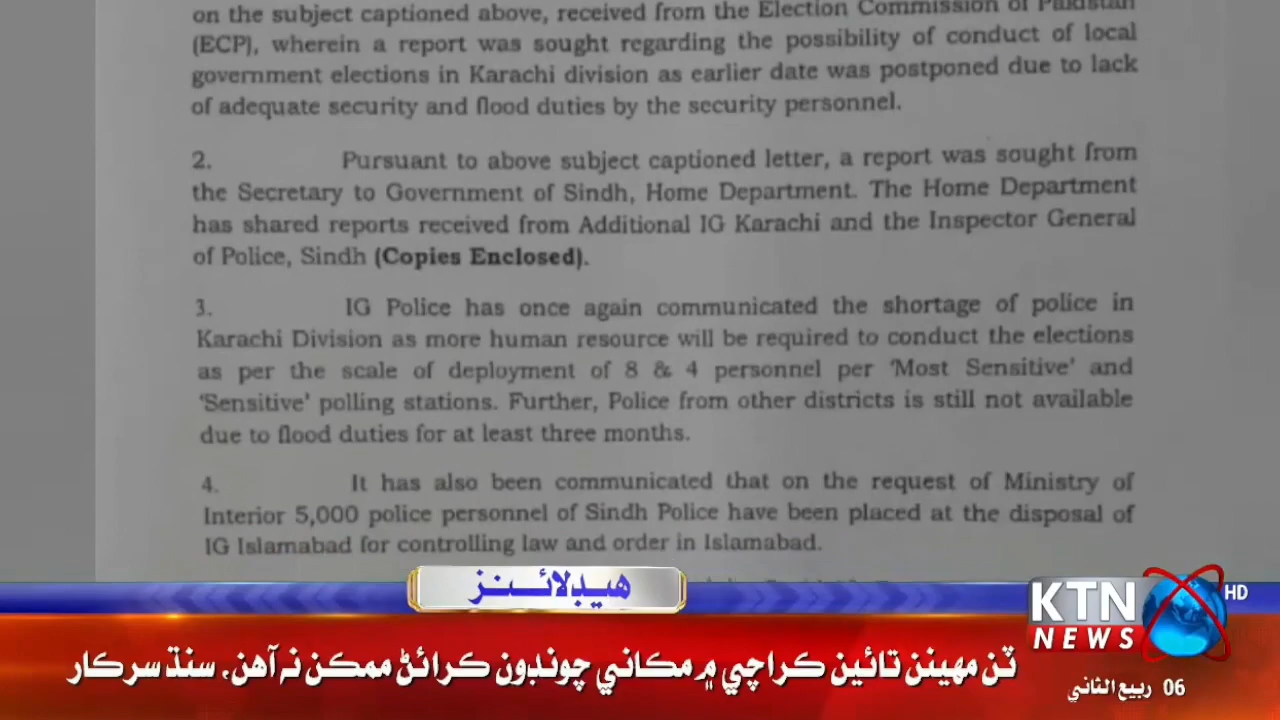 on the subject captioned above, received from the Election Commission of Pakistan
(ECP), wherein a report was sought regarding the possibility of conduct of local
government elections in Karachi division as earlier date was postponed due to lack
of adequate security and flood duties by the security personnel.
2. Pursuant to above subject captioned letter, a report was sought from
the Secretary to Government of Sindh, Home Department. The Home Department
has shared reports received from Additional IG Karachi and the Inspector General
of Police, Sindh (Copies Enclosed).
3. IG Police has once again communicated the shortage of police in
Karachi Division as more human resource will be required to conduct the elections
as per the scale of deployment of 8 & 4 personnel per 'Most Sensitive' and
'Sensitive' polling stations. Further, Police from other districts is still not available
due to flood duties for at least three months.
4. It has also been communicated that on the request of Ministry of
Interior 5,000 police personnel of Sindh Police have been placed at the disposal of
IG Islamabad for controlling law and order in Islamabad.
هيڊلائنز
KTN
NEWS
HD
ٽن مهينن تائين ڪراچي ۾ مڪاني چونڊون ڪرائڻ ممڪن نہ آهن، سنڌ سرڪار
06 ربيع الثاني